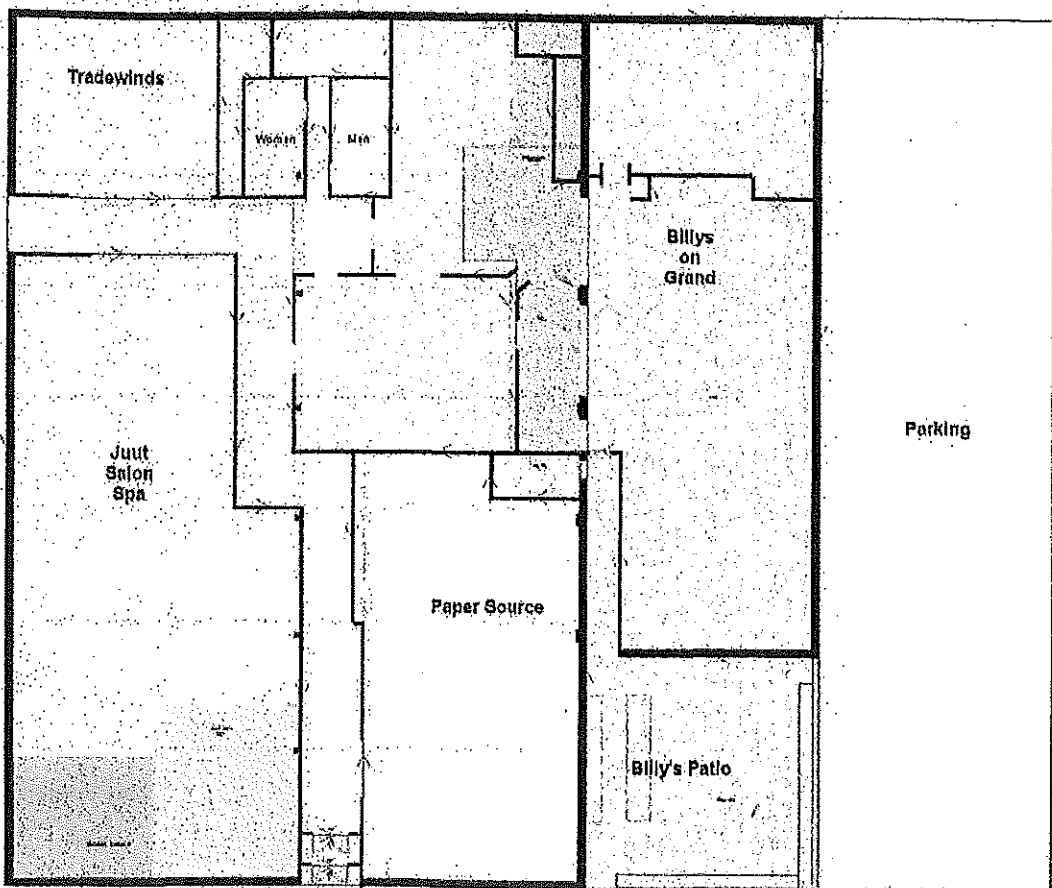 Tradewinds
Women
Men
Billys
on
Grand
Parking
Juut
Salon
Spa
Paper Source
Billy's Patio